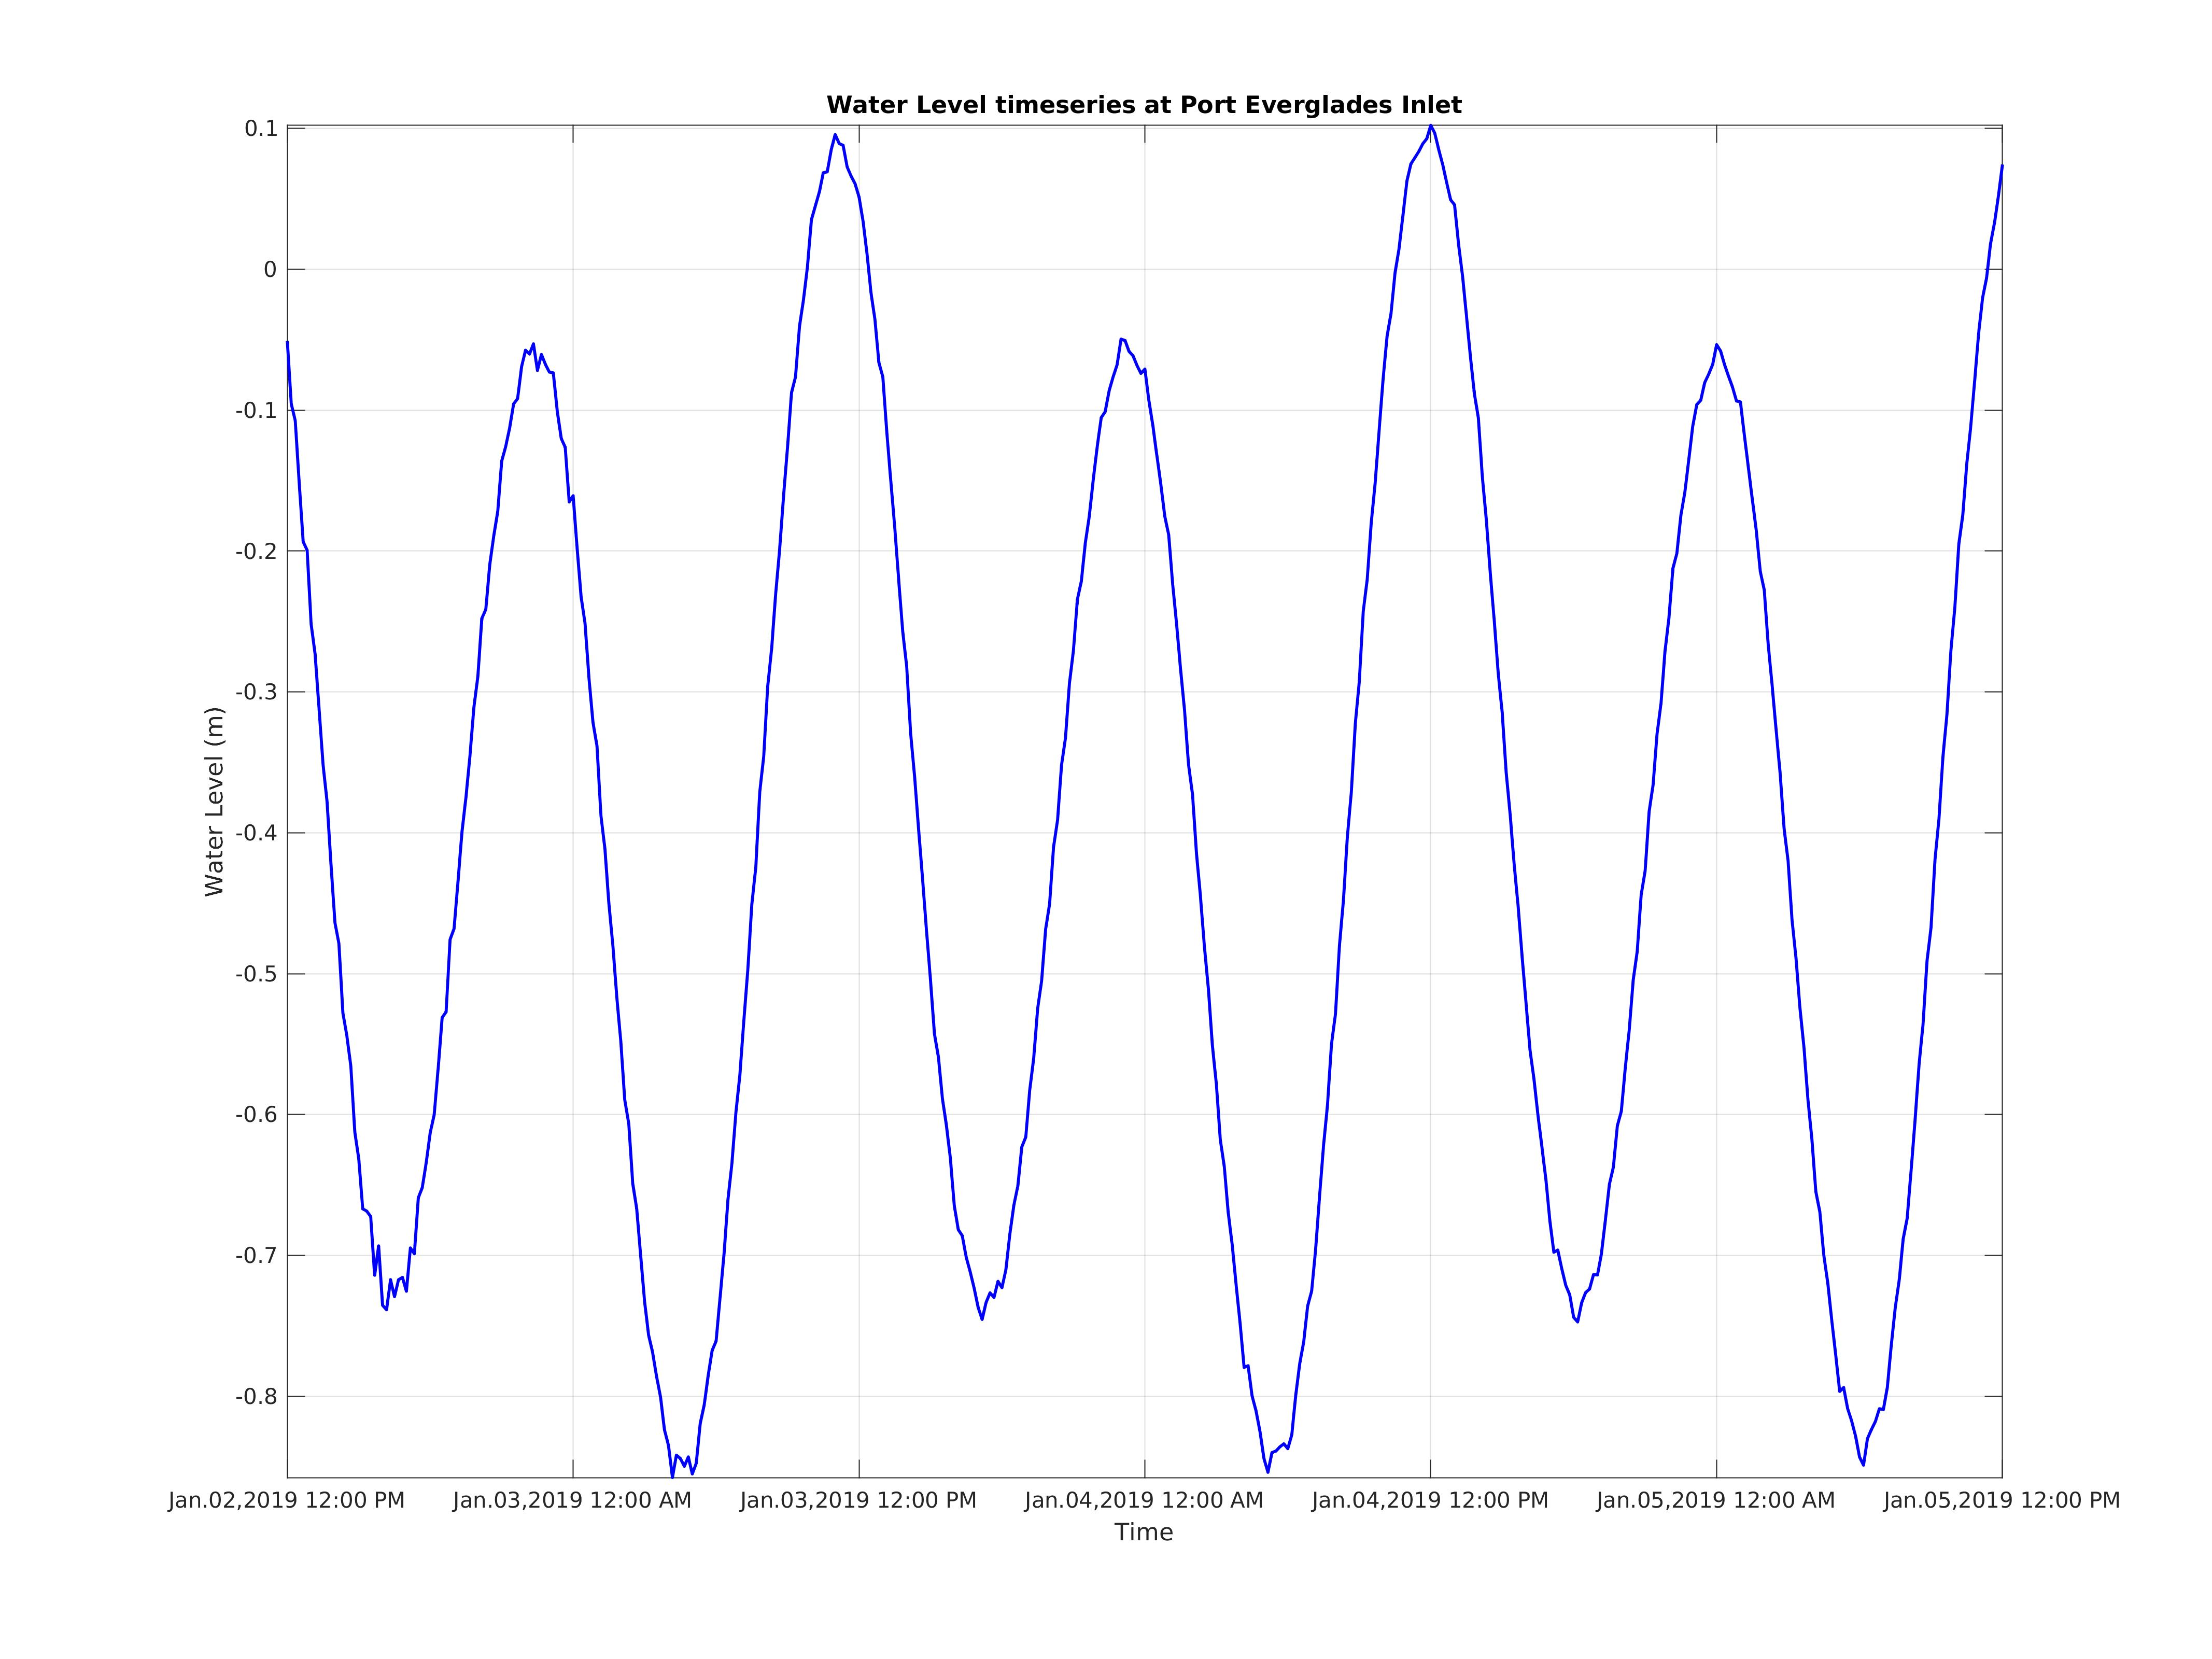 Water Level timeseries at Port Everglades Inlet
0.1
0
-0.1
-0.2
-0.3
-0.4
-0.5
-0.6
-0.7
-0.8
Water Level (m)
Jan.02,2019 12:00 PM
Jan.03,2019 12:00 AM
Jan.03,2019 12:00 PM
Jan.04,2019 12:00 AM
Jan.04,2019 12:00 PM
Jan.05,2019 12:00 AM
Jan.05,2019 12:00 PM
Time